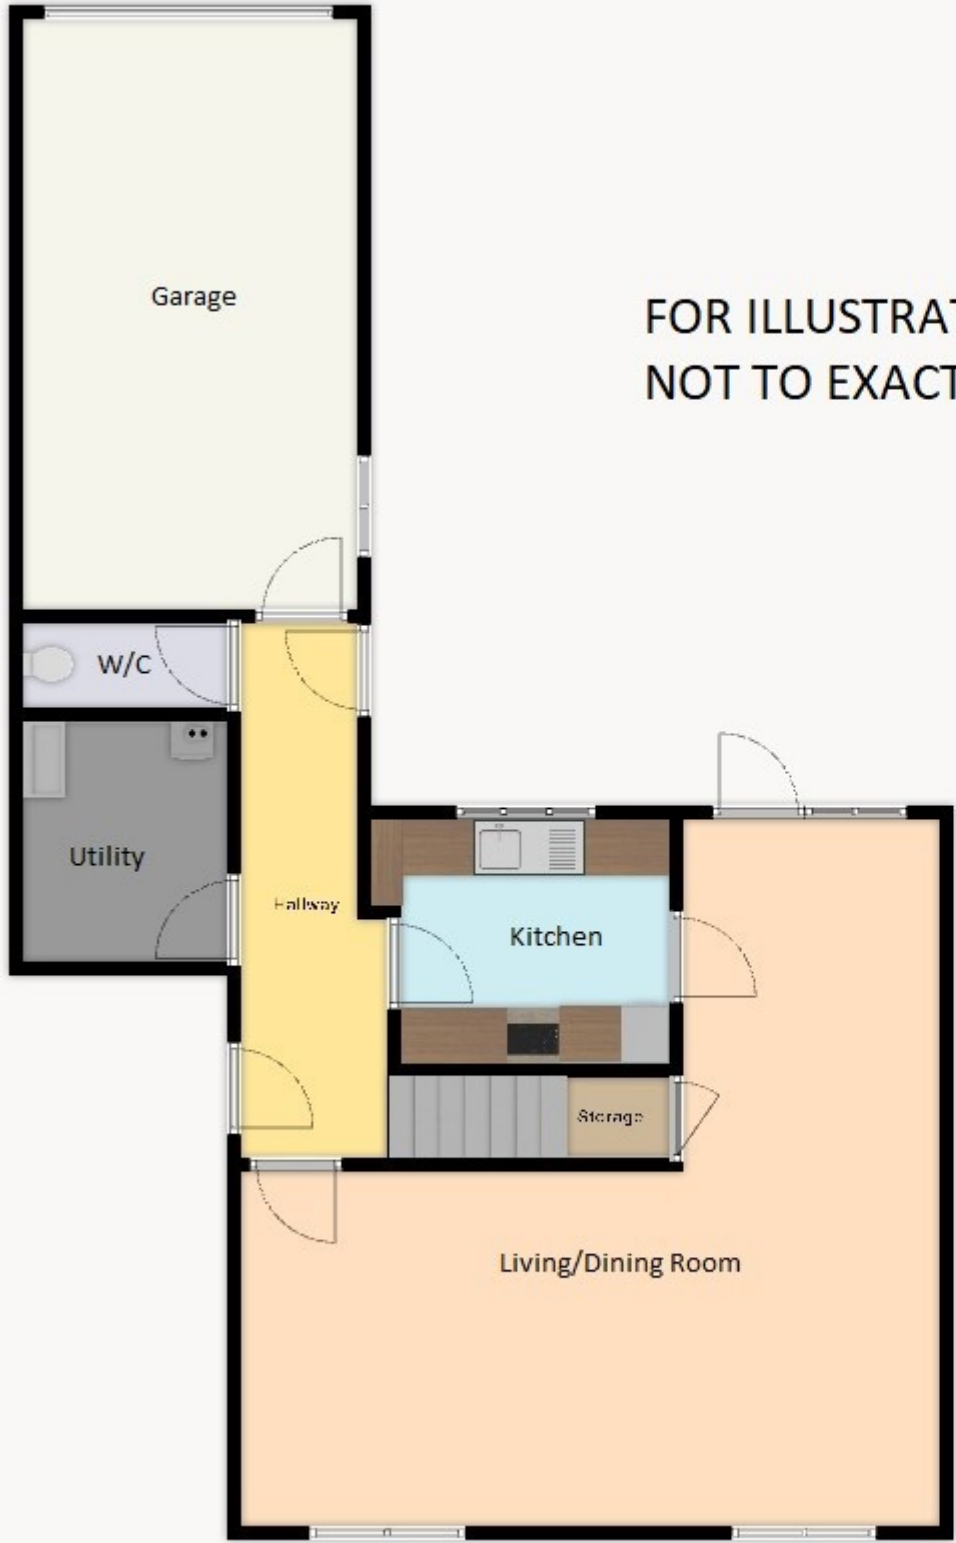 Garage
FOR ILLUSTRAT
NOT TO EXACT
W/C
Utility
Hallway
Kitchen
Storage
Living/Dining Room